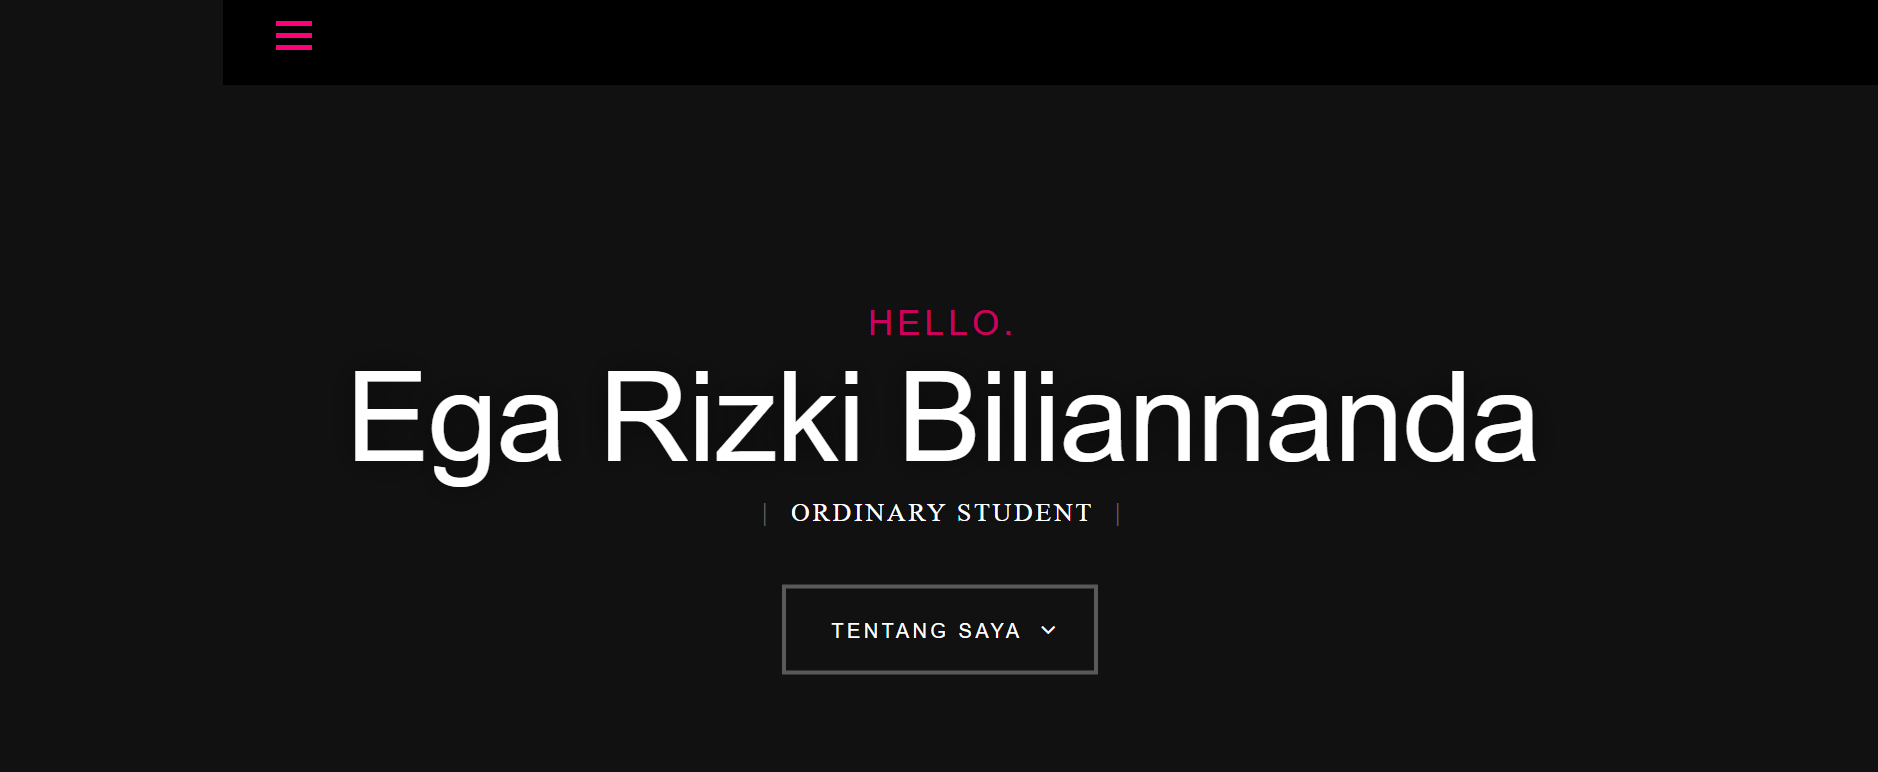 HELLO.
Ega Rizki Biliannanda
| ORDINARY STUDENT |
TENTANG SAYA